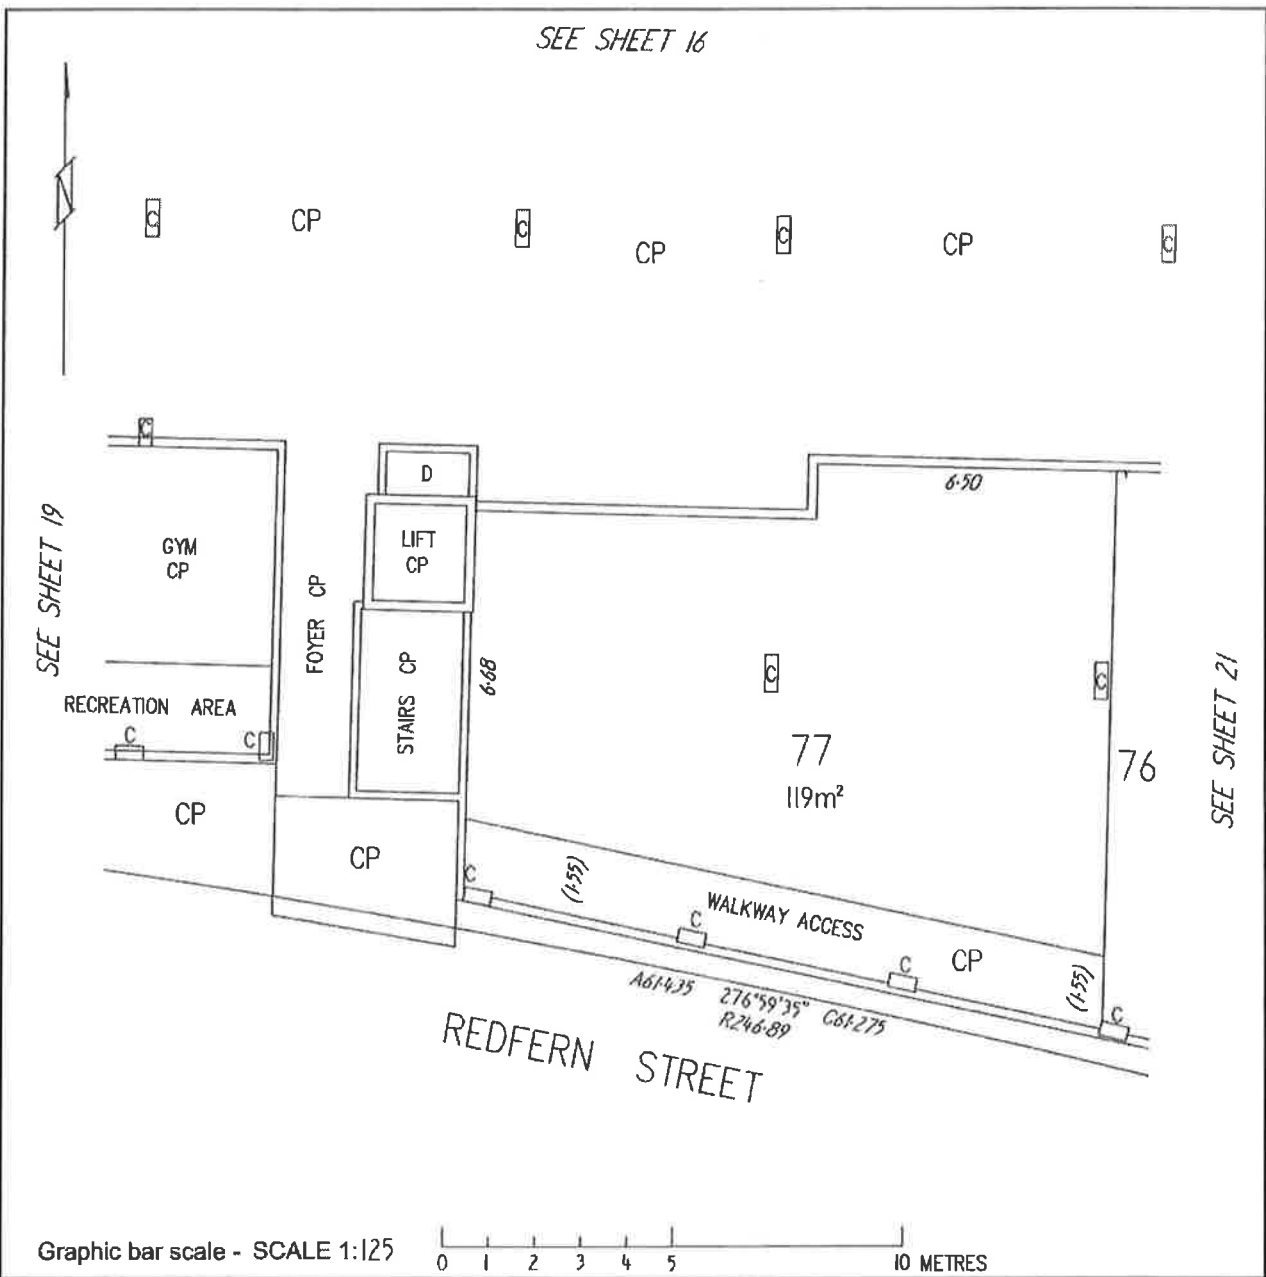 SEE SHEET 16
N
C
CP
C
CP
C
CP
C
C
D
6·50
SEE SHEET 19
GYM
CP
LIFT
CP
FOYER CP
STAIRS CP
6·68
C
C
SEE SHEET 21
RECREATION AREA
C
C
77
119m²
76
CP
CP
C
(1·55)
WALKWAY ACCESS
C
C
CP
(1·55)
C
A61·435 276°59'35" C61·275
R246·89
REDFERN STREET
Graphic bar scale - SCALE 1:125
0 1 2 3 4 5 10 METRES